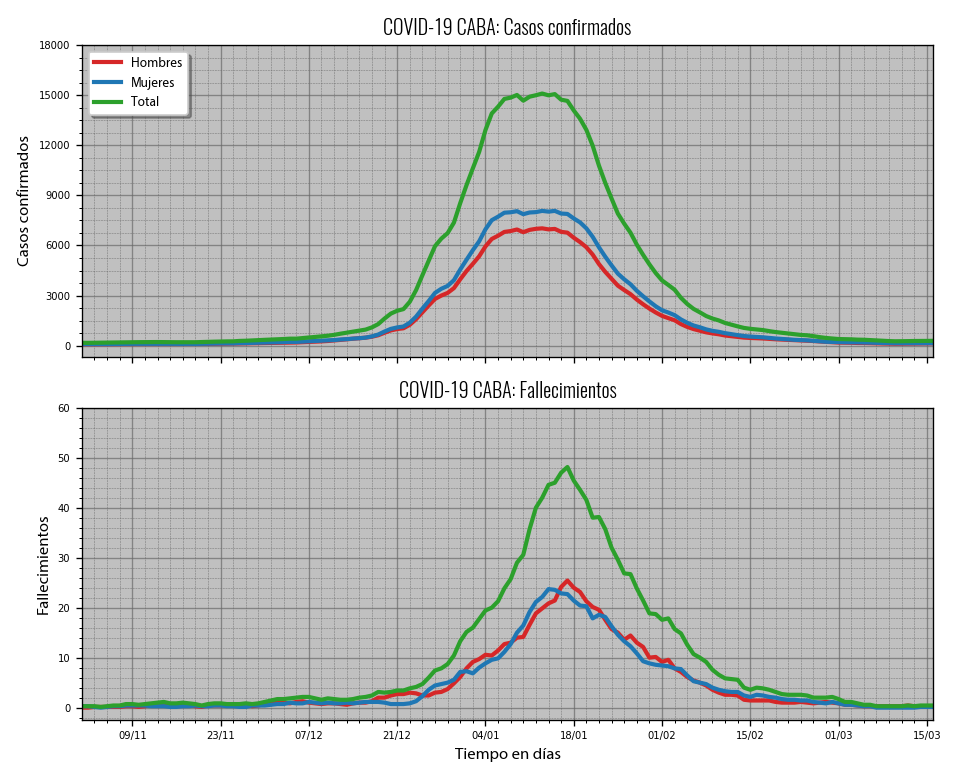 COVID-19 CABA: Casos confirmados
18000
15000
12000
9000
6000
3000
0
Casos confirmados
Hombres
Mujeres
Total
COVID-19 CABA: Fallecimientos
60
50
40
30
20
10
0
Fallecimientos
09/11 23/11 07/12 21/12 04/01 18/01 01/02 15/02 01/03 15/03
Tiempo en días